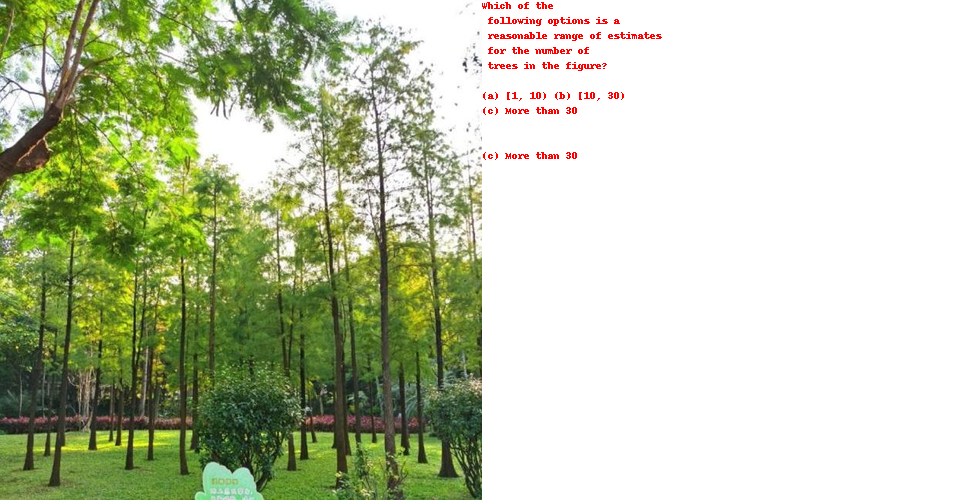 Which of the
following options is a
reasonable range of estimates
for the number of
trees in the figure?
(a) [1, 10) (b) [10, 30)
(c) More than 30
(c) More than 30